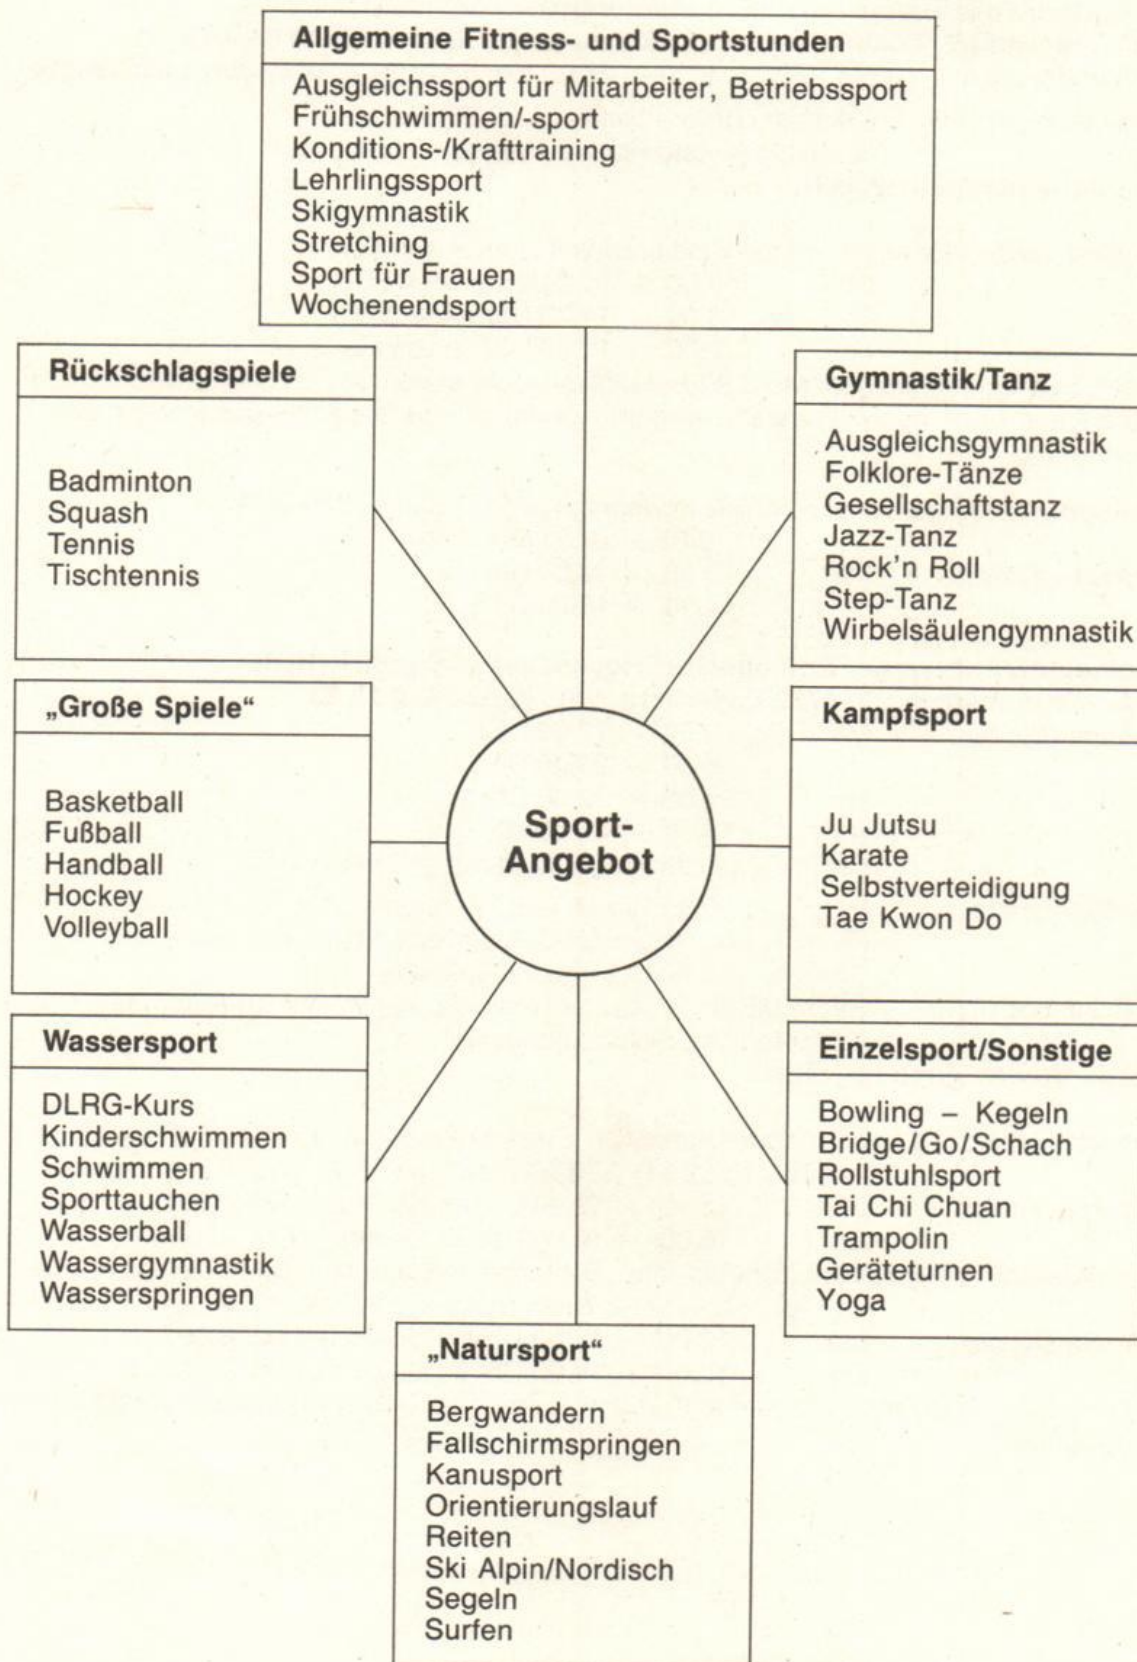 Allgemeine Fitness- und Sportstunden
Ausgleichssport für Mitarbeiter, Betriebssport
Frühschwimmen/-sport
Konditions-/Krafttraining
Lehrlingssport
Skigymnastik
Stretching
Sport für Frauen
Wochenendsport
Rückschlagspiele
Badminton
Squash
Tennis
Tischtennis
Gymnastik/Tanz
Ausgleichsgymnastik
Folklore-Tänze
Gesellschaftstanz
Jazz-Tanz
Rock'n Roll
Step-Tanz
Wirbelsäulengymnastik
„Große Spiele“
Basketball
Fußball
Handball
Hockey
Volleyball
Sport-
Angebot
Kampfsport
Ju Jutsu
Karate
Selbstverteidigung
Tae Kwon Do
Wassersport
DLRG-Kurs
Kinderschwimmen
Schwimmen
Sporttauchen
Wasserball
Wassergymnastik
Wasserspringen
Einzelsport/Sonstige
Bowling – Kegeln
Bridge/Go/Schach
Rollstuhlsport
Tai Chi Chuan
Trampolin
Geräteturnen
Yoga
„Natursport“
Bergwandern
Fallschirmspringen
Kanusport
Orientierungslauf
Reiten
Ski Alpin/Nordisch
Segeln
Surfen